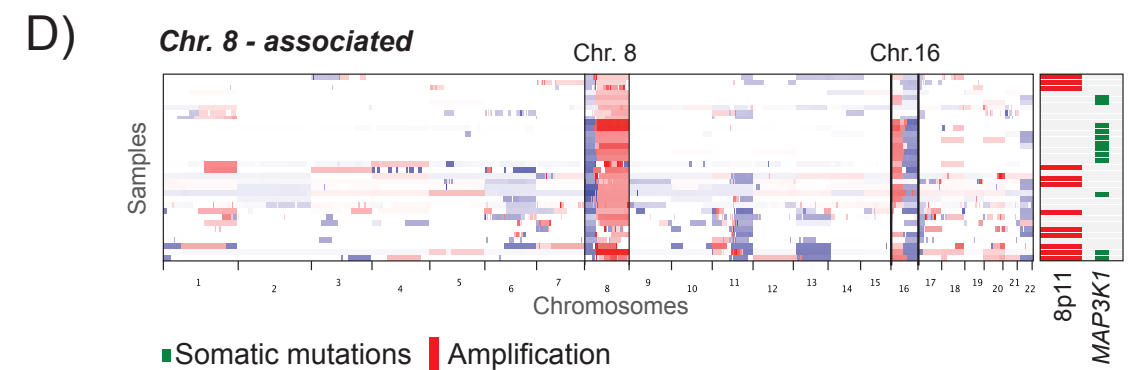 D)
Chr. 8 - associated
Chr. 8
Chr.16
Samples
1 2 3 4 5 6 7 8 9 10 11 12 13 14 15 16 17 18 19 20 21 22
Chromosomes
8p11
MAP3K1
Somatic mutations
Amplification